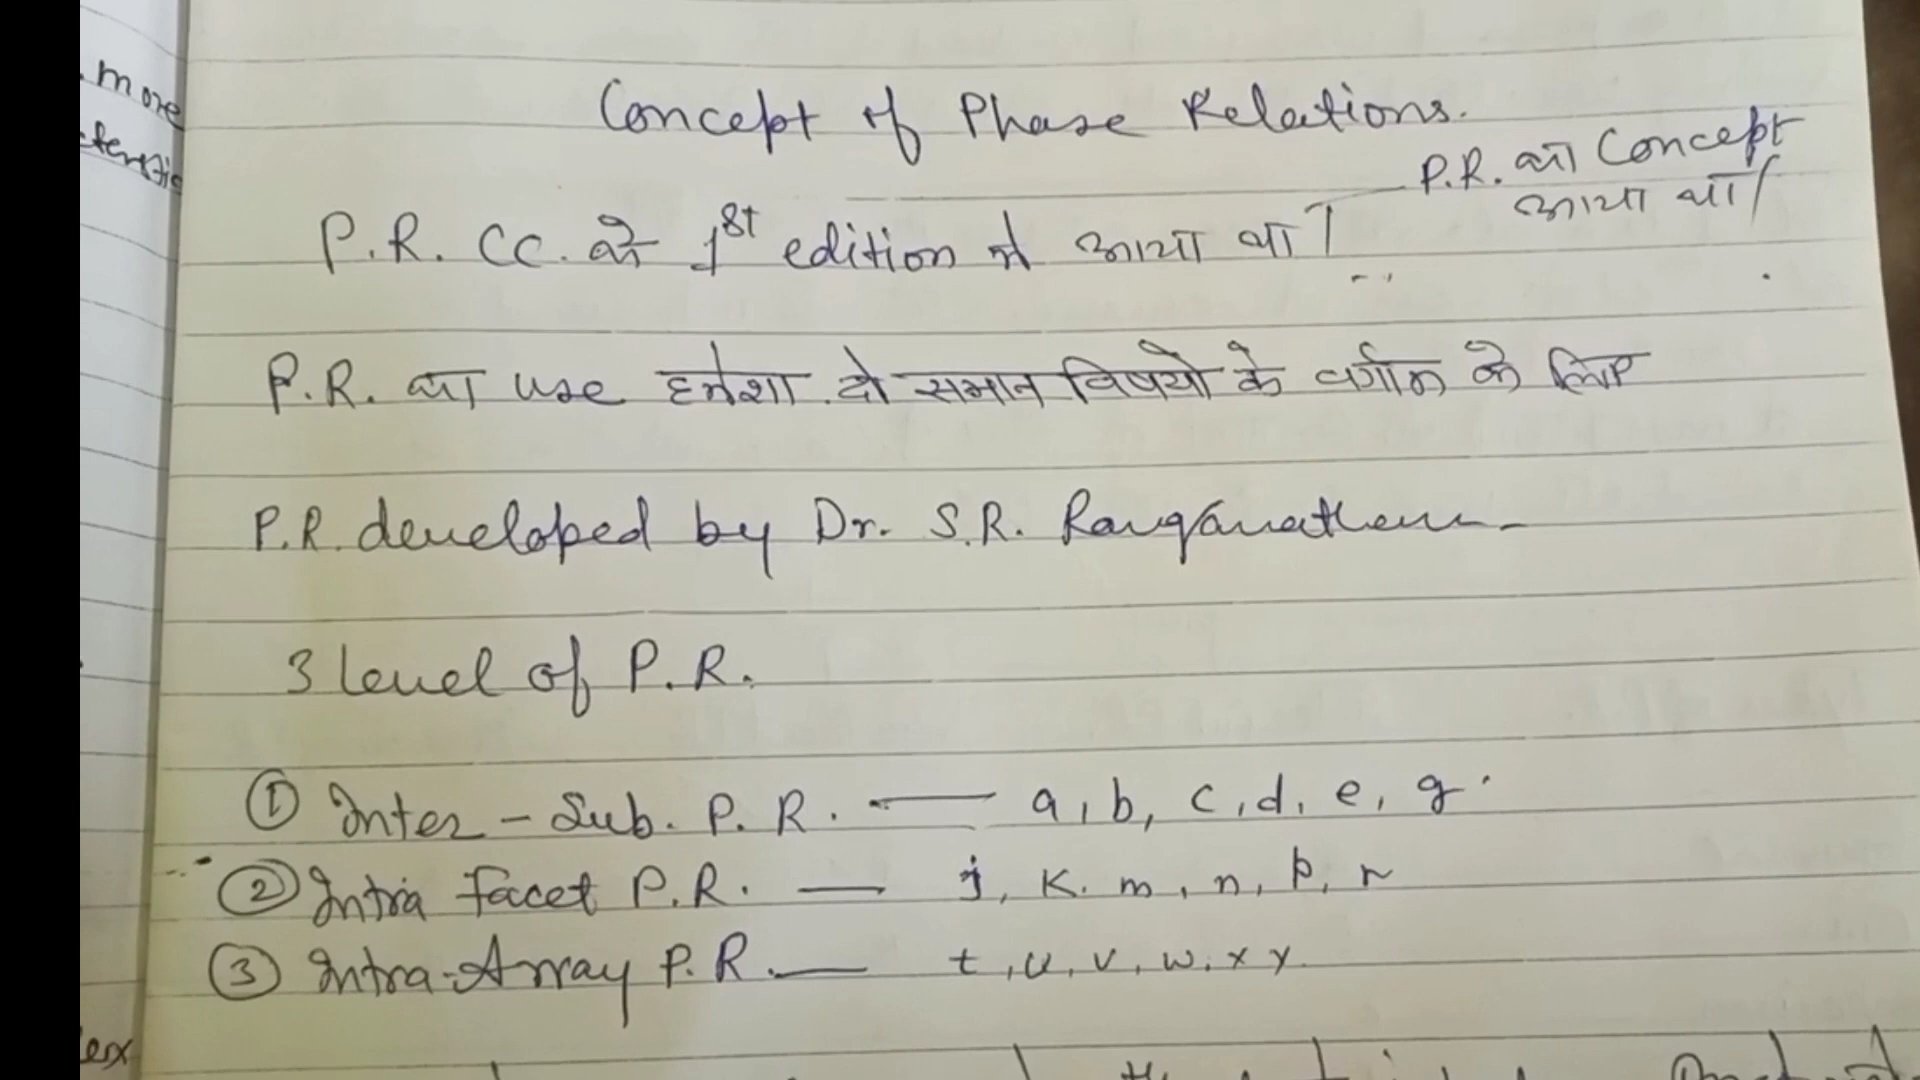 more
Concept of Phase Relations.
P.R. का Concept
आया था।
P.R. CC. के 1st edition में आया था।
P.R. का use हमेशा दो समान विषयो के वर्गीकरण के लिए
P.R. developed by Dr. S.R. Ranganathan
3 level of P.R.
① Inter-Sub. P.R. — a, b, c, d, e, g.
② Intra facet P.R. — j, k. m, n, p, r
③ Intra-Array P.R. — t, u, v, w, x y.